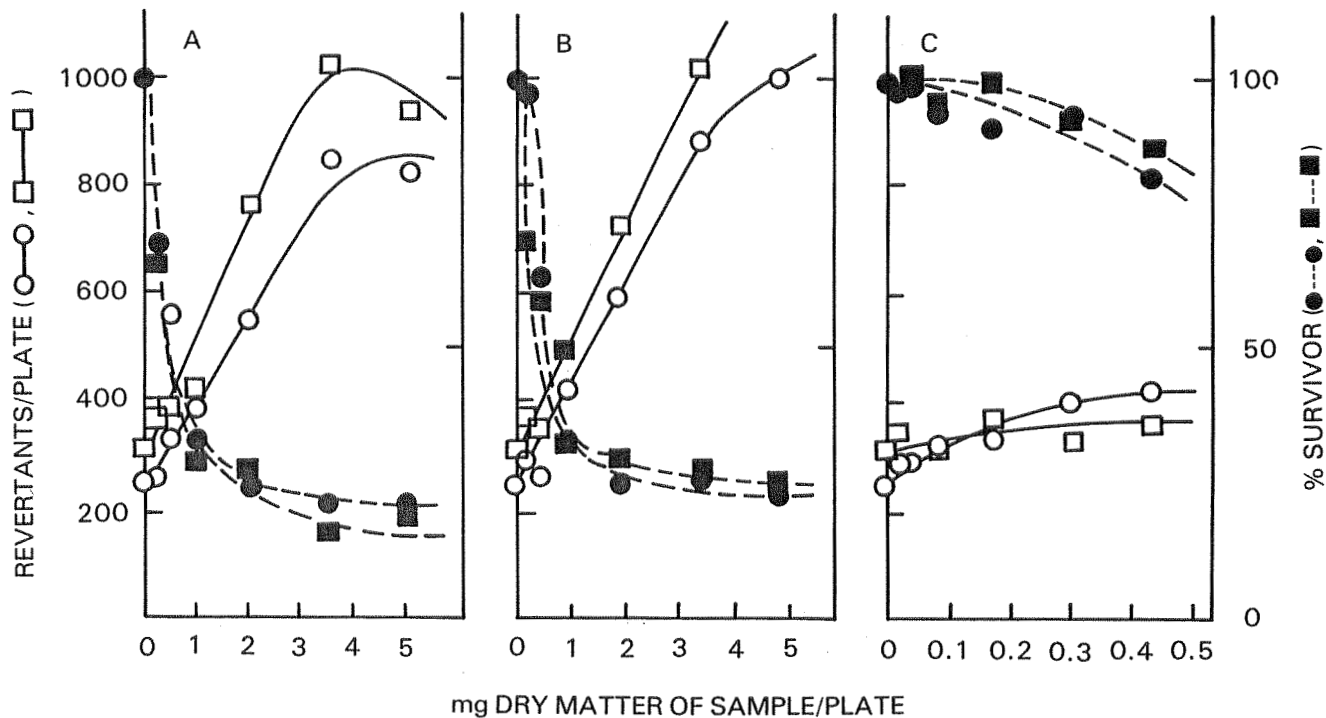 A
B
C
REVERTANTS/PLATE (○—○, □—□)
1000
800
600
400
200
0 1 2 3 4 5
0 1 2 3 4 5
0 0.1 0.2 0.3 0.4 0.5
100
50
0
% SURVIVOR (●---●, ■---■)
mg DRY MATTER OF SAMPLE/PLATE